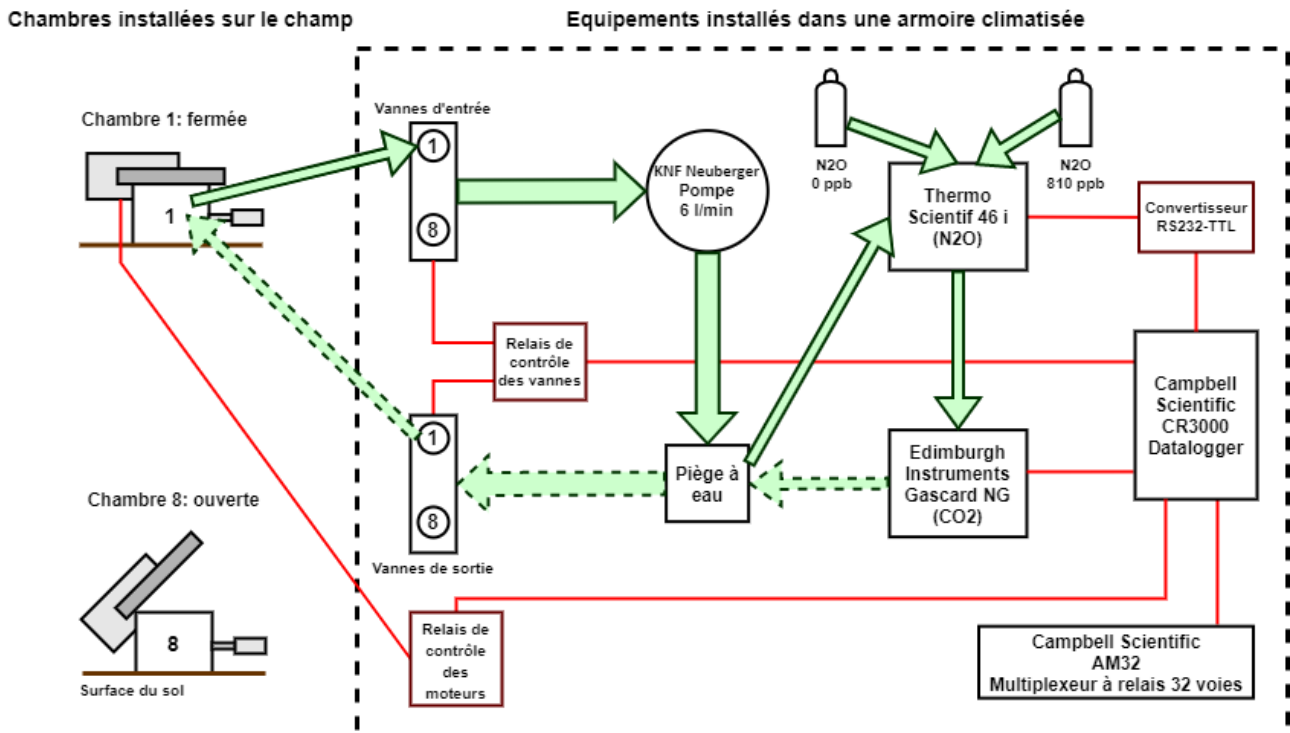 Chambres installées sur le champ
Equipements installés dans une armoire climatisée
Chambre 1: fermée
1
Vannes d'entrée
1
8
KNF Neuberger
Pompe
6 l/min
N2O
0 ppb
N2O
810 ppb
Thermo
Scientif 46 i
(N2O)
Convertisseur
RS232-TTL
Relais de
contrôle
des vannes
Campbell
Scientific
CR3000
Datalogger
1
8
Vannes de sortie
Piège à
eau
Edimburgh
Instruments
Gascard NG
(CO2)
Chambre 8: ouverte
8
Surface du sol
Relais de
contrôle
des
moteurs
Campbell Scientific
AM32
Multiplexeur à relais 32 voies